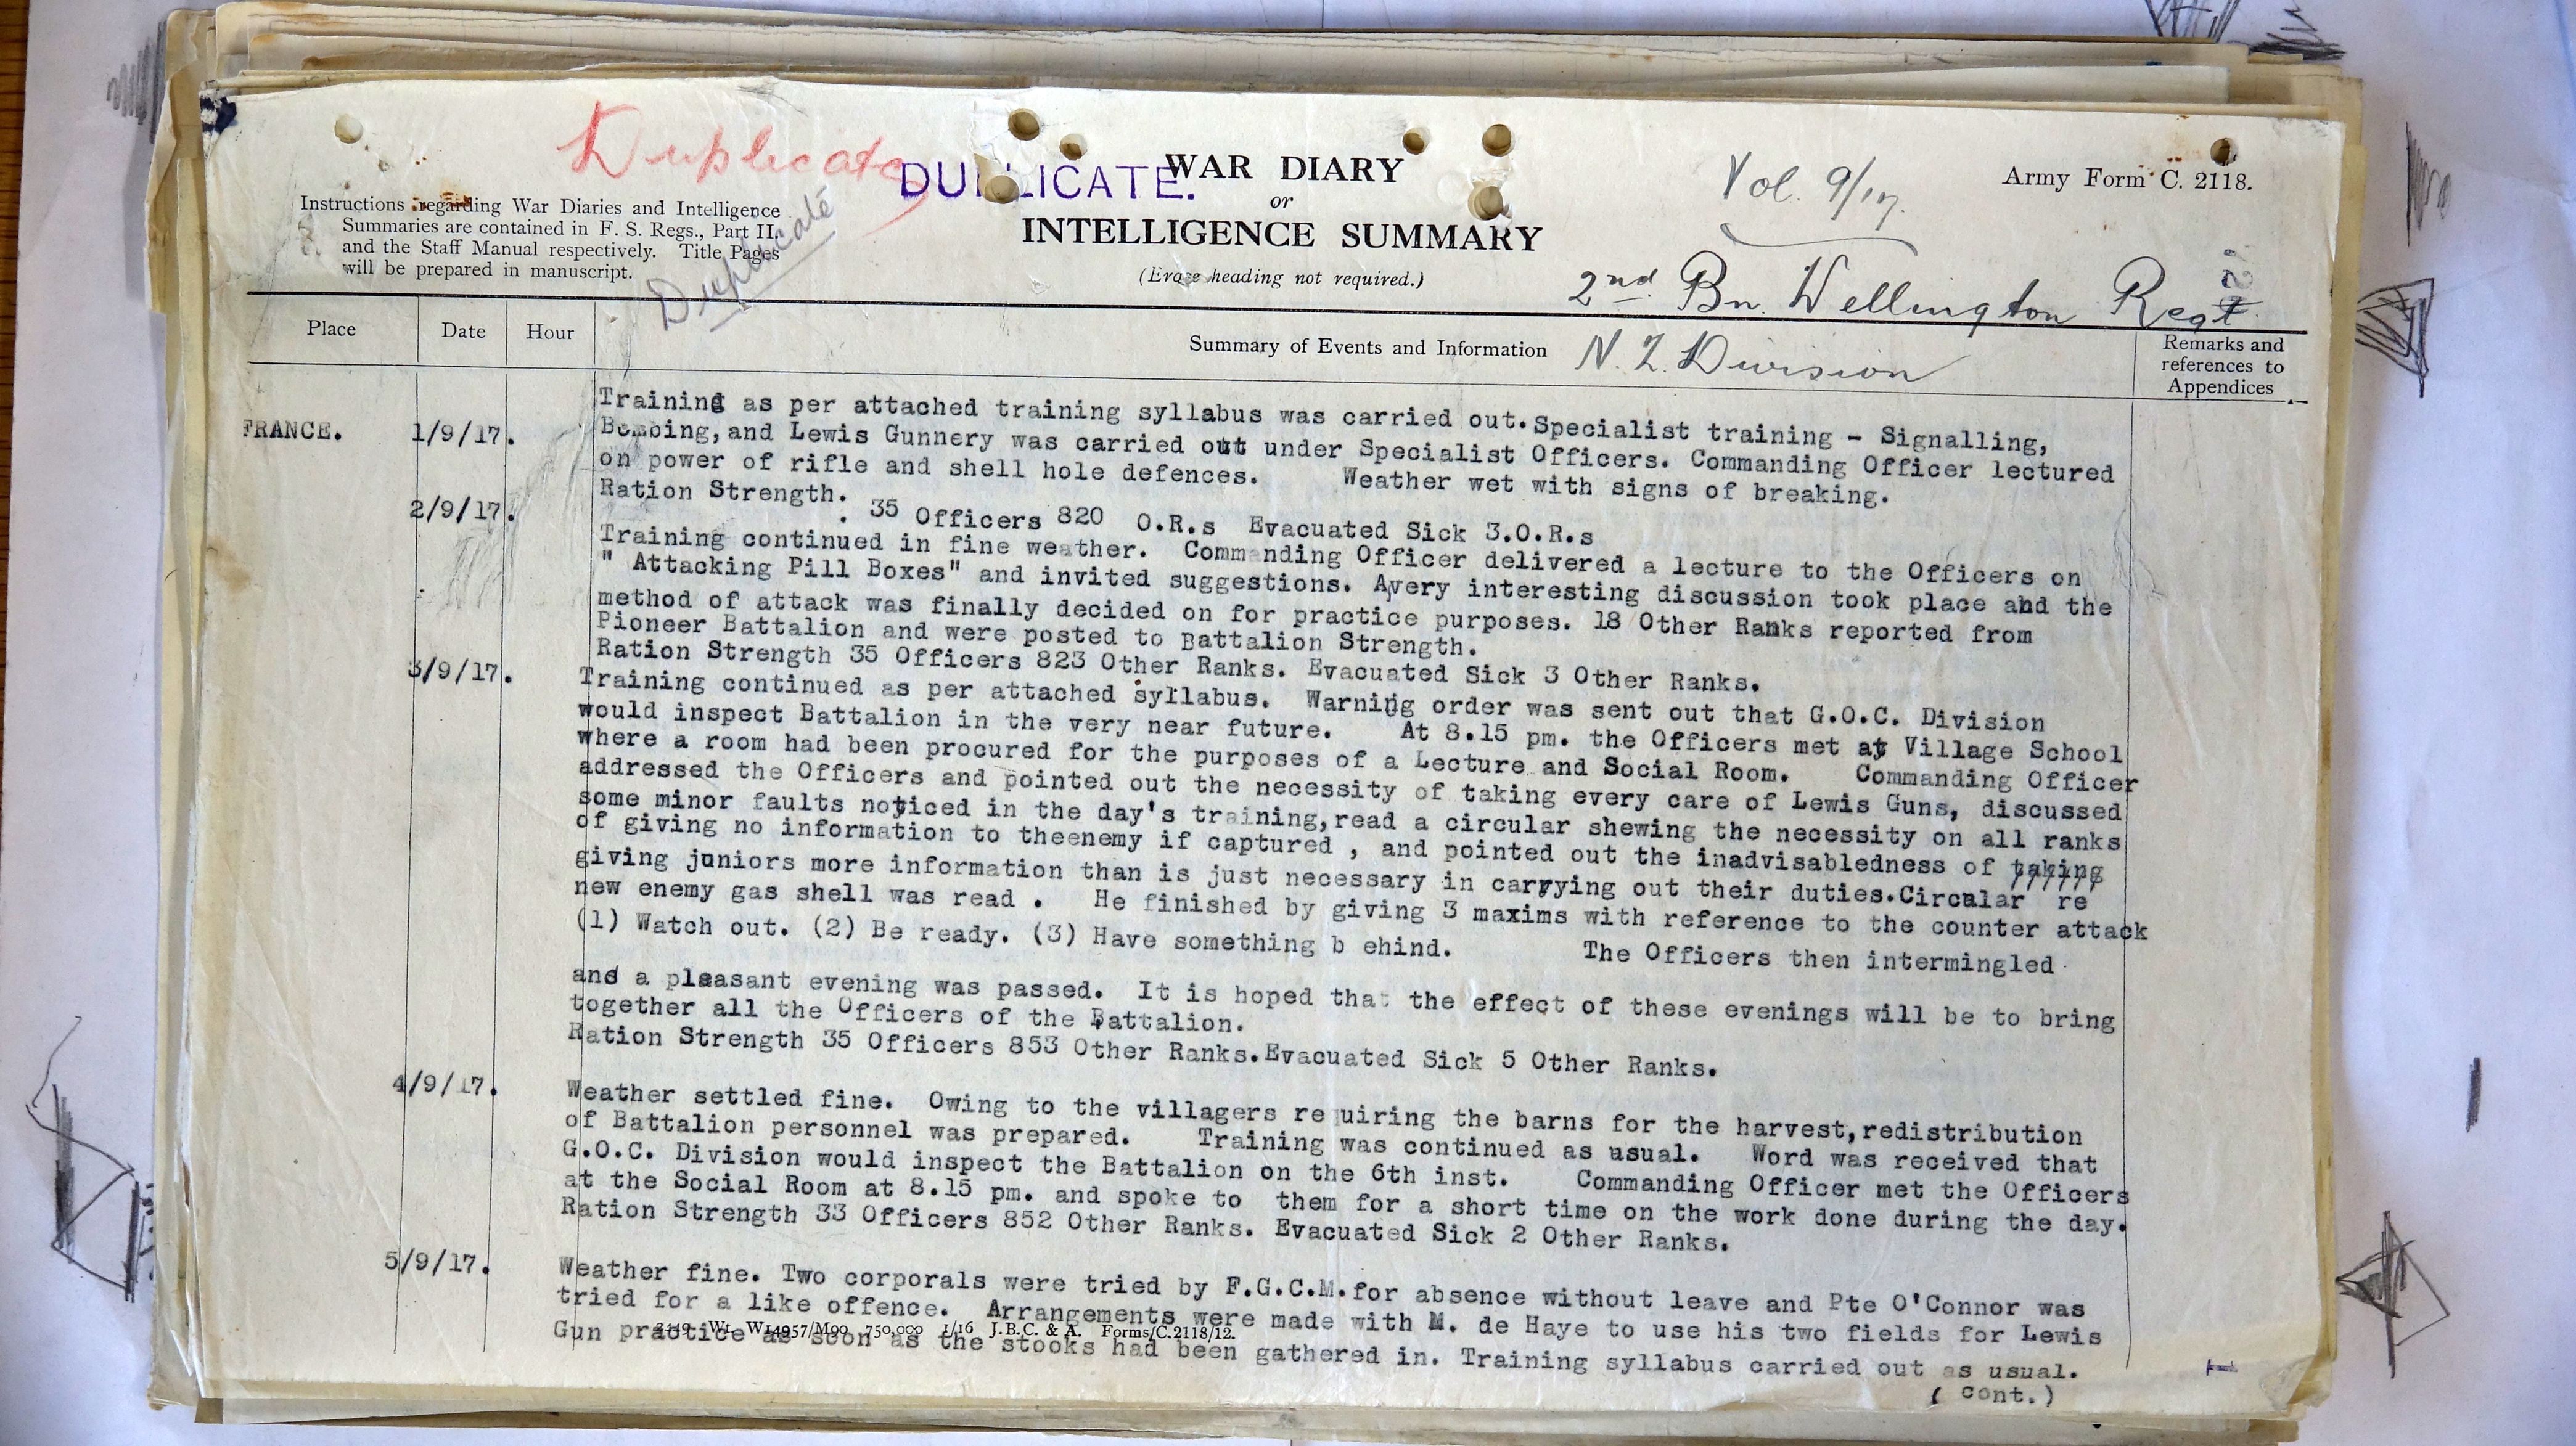 Duplicate
DUPLICATE.
WAR DIARY
or
INTELLIGENCE SUMMARY
(Erase heading not required.)
Vol. 9/17.
Army Form C. 2118.
Instructions regarding War Diaries and Intelligence
Summaries are contained in F. S. Regs., Part II.
and the Staff Manual respectively. Title Pages
will be prepared in manuscript.
Duplicate
2nd. Bn. Wellington Regt
N. Z. Division
Place
Date
Hour
Summary of Events and Information
Remarks and
references to
Appendices
FRANCE.
1/9/17.
Training as per attached training syllabus was carried out. Specialist training - Signalling,
Bombing, and Lewis Gunnery was carried out under Specialist Officers. Commanding Officer lectured
on power of rifle and shell hole defences. Weather wet with signs of breaking.
Ration Strength. : 35 Officers 820 O.R.s Evacuated Sick 3.O.R.s
2/9/17.
Training continued in fine weather. Commanding Officer delivered a lecture to the Officers on
" Attacking Pill Boxes" and invited suggestions. A very interesting discussion took place and the
method of attack was finally decided on for practice purposes. 18 Other Ranks reported from
Pioneer Battalion and were posted to Battalion Strength.
Ration Strength 35 Officers 823 Other Ranks. Evacuated Sick 3 Other Ranks.
3/9/17.
Training continued as per attached syllabus. Warning order was sent out that G.O.C. Division
would inspect Battalion in the very near future. At 8.15 pm. the Officers met at Village School
where a room had been procured for the purposes of a Lecture and Social Room. Commanding Officer
addressed the Officers and pointed out the necessity of taking every care of Lewis Guns, discussed
some minor faults noticed in the day's training, read a circular shewing the necessity on all ranks
of giving no information to theenemy if captured , and pointed out the inadvisabledness of taking
giving juniors more information than is just necessary in carrying out their duties. Circular re
new enemy gas shell was read . He finished by giving 3 maxims with reference to the counter attack
(1) Watch out. (2) Be ready. (3) Have something b ehind. The Officers then intermingled
and a pleasant evening was passed. It is hoped that the effect of these evenings will be to bring
together all the Officers of the Battalion.
Ration Strength 35 Officers 853 Other Ranks. Evacuated Sick 5 Other Ranks.
4/9/17.
Weather settled fine. Owing to the villagers requiring the barns for the harvest, redistribution
of Battalion personnel was prepared. Training was continued as usual. Word was received that
G.O.C. Division would inspect the Battalion on the 6th inst. Commanding Officer met the Officers
at the Social Room at 8.15 pm. and spoke to them for a short time on the work done during the day.
Ration Strength 33 Officers 852 Other Ranks. Evacuated Sick 2 Other Ranks.
5/9/17.
Weather fine. Two corporals were tried by F.G.C.M. for absence without leave and Pte O'Connor was
tried for a like offence. Arrangements were made with M. de Haye to use his two fields for Lewis
Gun practice as soon as the stooks had been gathered in. Training syllabus carried out as usual.
( cont.)
2449 Wt. W14957/M90 750,000 1/16 J.B.C. & A. Forms/C.2118/12.
1